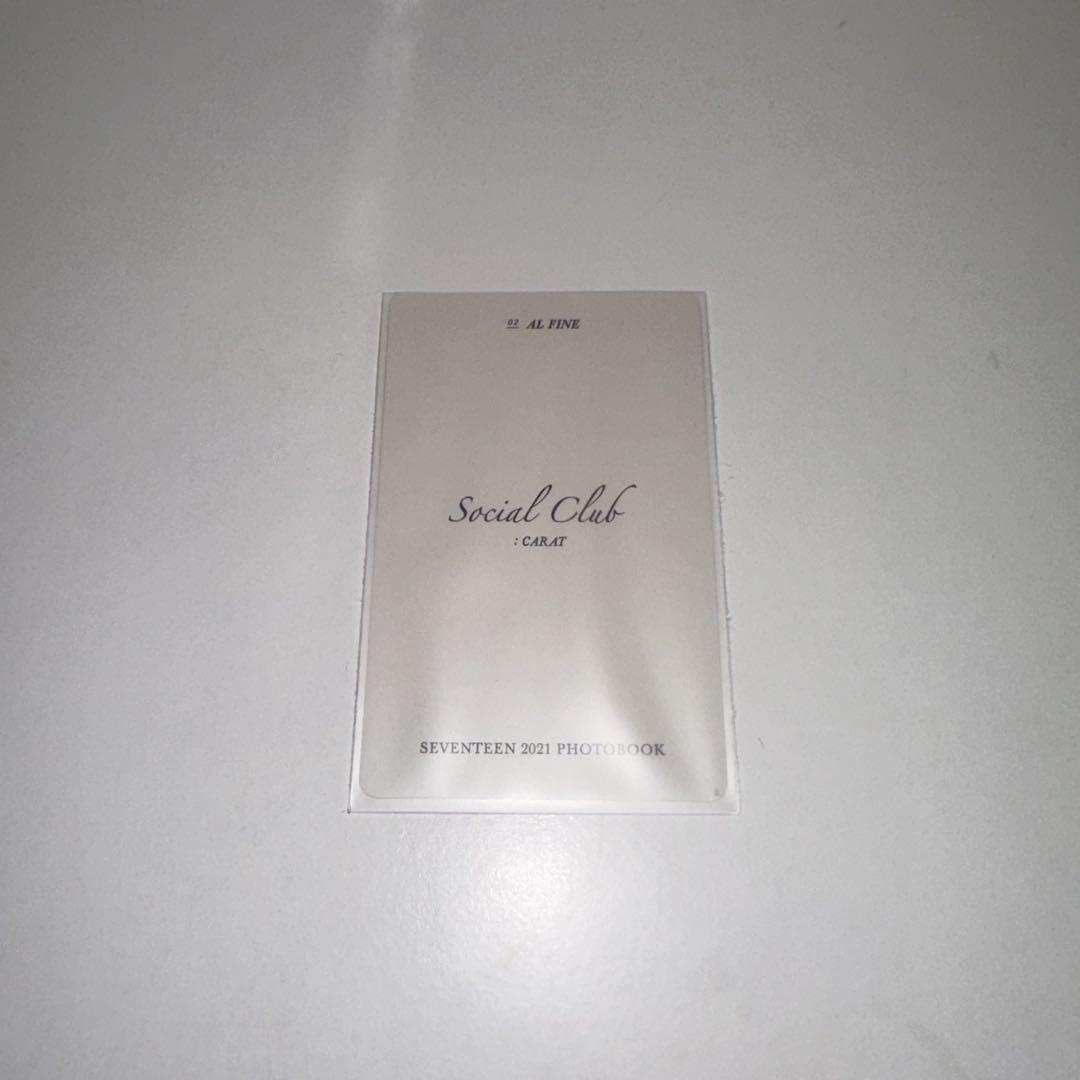 02 AL FINE
Social Club
: CARAT
SEVENTEEN 2021 PHOTOBOOK